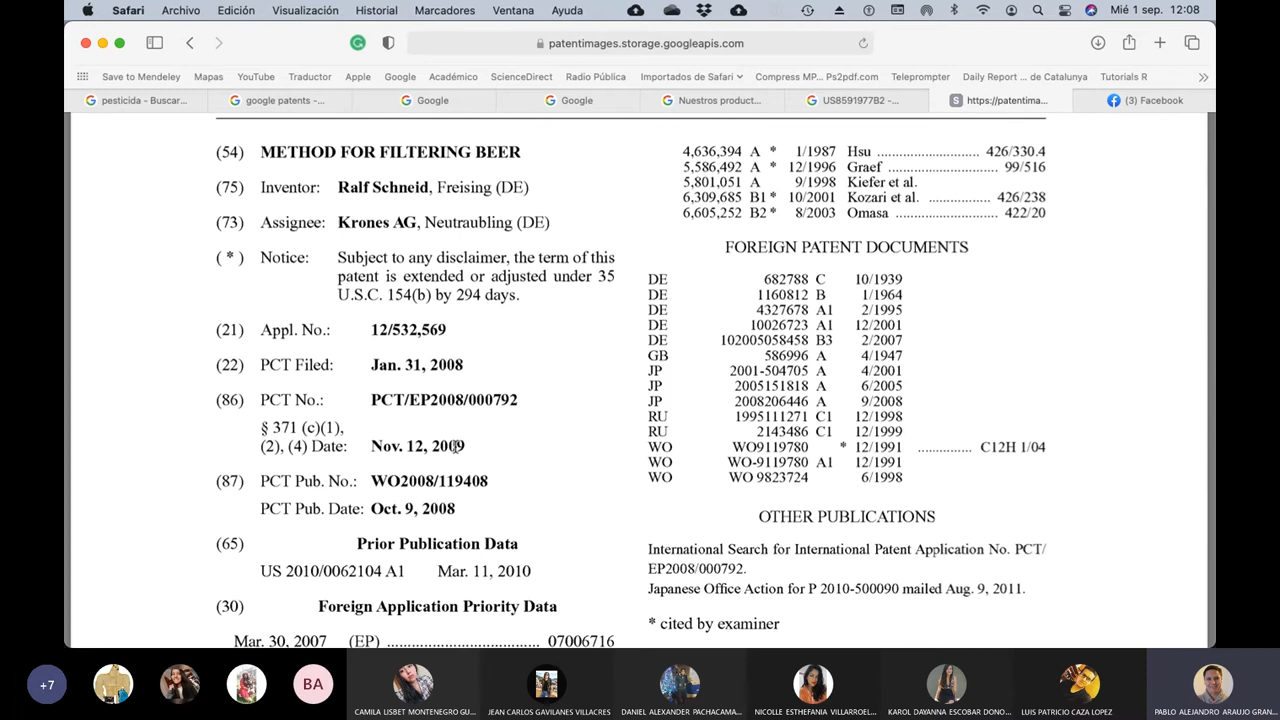 Safari Archivo Edición Visualización Historial Marcadores Ventana Ayuda Mié 1 sep. 12:08
patentimages.storage.googleapis.com
Save to Mendeley Mapas YouTube Traductor Apple Google Académico ScienceDirect Radio Pública Importados de Safari Compress MP... Ps2pdf.com Teleprompter Daily Report ... de Catalunya Tutorials R
pesticida - Buscar... google patents -... Google Google Nuestros product... US8591977B2 -... S https://patentima... (3) Facebook
(54) METHOD FOR FILTERING BEER
(75) Inventor: Ralf Schneid, Freising (DE)
(73) Assignee: Krones AG, Neutraubling (DE)
( * ) Notice: Subject to any disclaimer, the term of this
patent is extended or adjusted under 35
U.S.C. 154(b) by 294 days.
(21) Appl. No.: 12/532,569
(22) PCT Filed: Jan. 31, 2008
(86) PCT No.: PCT/EP2008/000792
§ 371 (c)(1),
(2), (4) Date: Nov. 12, 2009
(87) PCT Pub. No.: WO2008/119408
PCT Pub. Date: Oct. 9, 2008
(65) Prior Publication Data
US 2010/0062104 A1 Mar. 11, 2010
(30) Foreign Application Priority Data
Mar. 30, 2007 (EP) ...................................... 07006716
4,636,394 A * 1/1987 Hsu .......................... 426/330.4
5,586,492 A * 12/1996 Graef .......................... 99/516
5,801,051 A 9/1998 Kiefer et al.
6,309,685 B1 * 10/2001 Kozari et al. ............... 426/238
6,605,252 B2 * 8/2003 Omasa ....................... 422/20
FOREIGN PATENT DOCUMENTS
DE 682788 C 10/1939
DE 1160812 B 1/1964
DE 4327678 A1 2/1995
DE 10026723 A1 12/2001
DE 102005058458 B3 2/2007
GB 586996 A 4/1947
JP 2001-504705 A 4/2001
JP 2005151818 A 6/2005
JP 2008206446 A 9/2008
RU 1995111271 C1 12/1998
RU 2143486 C1 12/1999
WO WO9119780 * 12/1991 .............. C12H 1/04
WO WO-9119780 A1 12/1991
WO WO 9823724 6/1998
OTHER PUBLICATIONS
International Search for International Patent Application No. PCT/
EP2008/000792.
Japanese Office Action for P 2010-500090 mailed Aug. 9, 2011.
* cited by examiner
+7 BA
CAMILA LISBET MONTENEGRO GU... JEAN CARLOS GAVILANES VILLACRES DANIEL ALEXANDER PACHACAMA... NICOLLE ESTHEFANIA VILLARROEL... KAROL DAYANNA ESCOBAR DONO... LUIS PATRICIO CAZA LOPEZ PABLO ALEJANDRO ARAUJO GRAN...